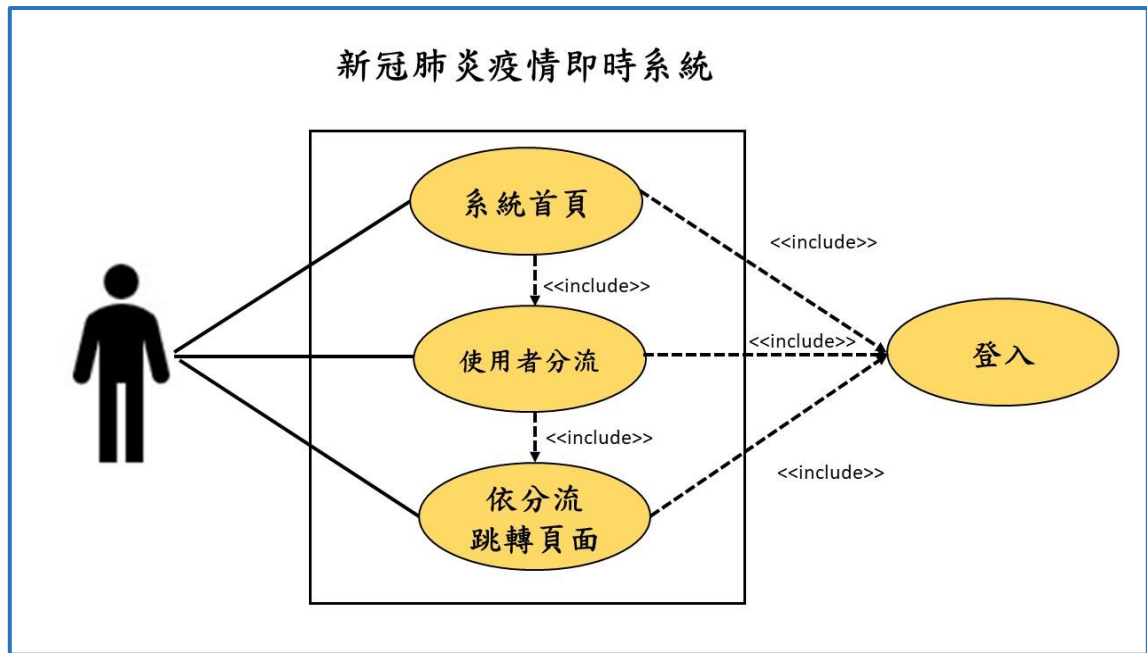 新冠肺炎疫情即時系統
系統首頁
<<include>>
<<include>>
使用者分流
<<include>>
登入
<<include>>
依分流
跳轉頁面
<<include>>